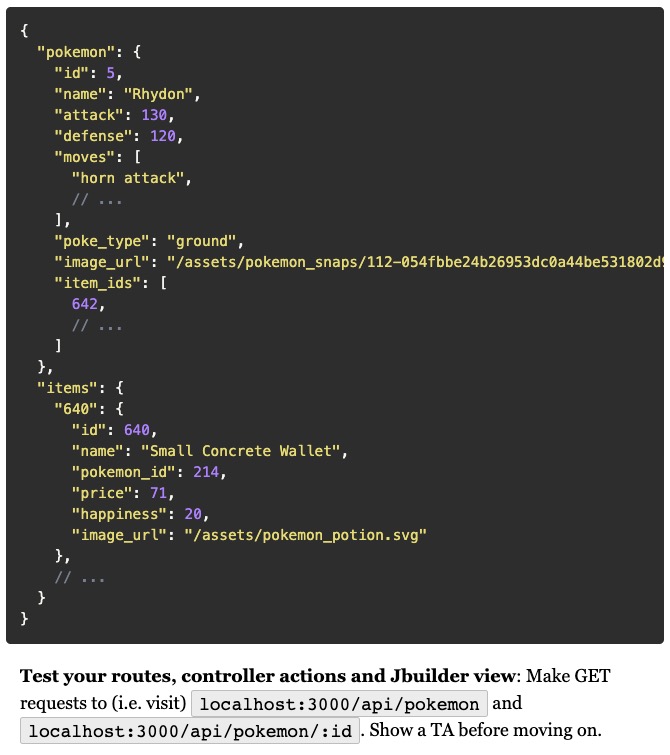 {
  "pokemon": {
    "id": 5,
    "name": "Rhydon",
    "attack": 130,
    "defense": 120,
    "moves": [
      "horn attack",
      // ...
    ],
    "poke_type": "ground",
    "image_url": "/assets/pokemon_snaps/112-054fbbe24b26953dc0a44be531802d9
    "item_ids": [
      642,
      // ...
    ]
  },
  "items": {
    "640": {
      "id": 640,
      "name": "Small Concrete Wallet",
      "pokemon_id": 214,
      "price": 71,
      "happiness": 20,
      "image_url": "/assets/pokemon_potion.svg"
    },
    // ...
  }
}
Test your routes, controller actions and Jbuilder view: Make GET
requests to (i.e. visit) localhost:3000/api/pokemon and
localhost:3000/api/pokemon/:id. Show a TA before moving on.